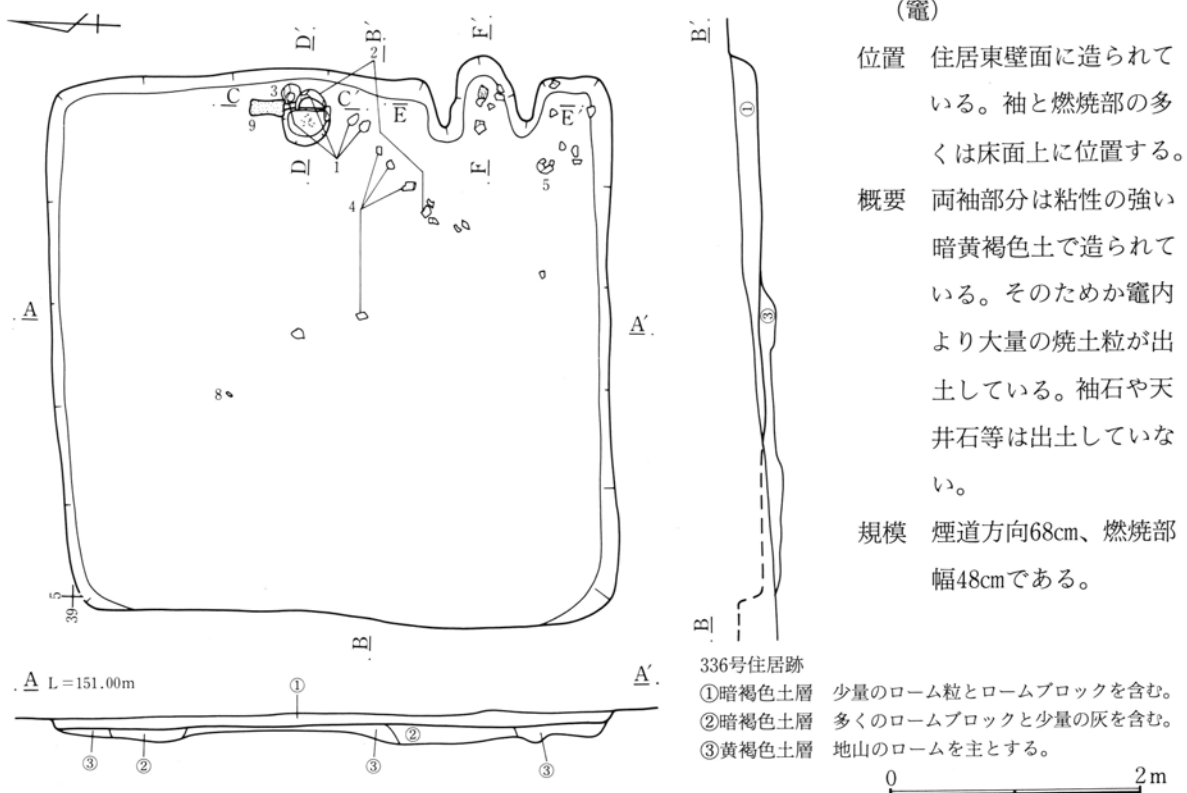 (竈)
位置　住居東壁面に造られて
いる。袖と燃焼部の多
くは床面上に位置する。
概要　両袖部分は粘性の強い
暗黄褐色土で造られて
いる。そのためか竈内
より大量の焼土粒が出
土している。袖石や天
井石等は出土していな
い。
規模　煙道方向68㎝、燃焼部
幅48㎝である。
D′
B′
F′
2
3
C
C′
E
E′
9
D
1
F
5
4
A
A′
8
5
39
B
B′
①
③
B
A L＝151.00m
A′
①
②
③
②
③
③
336号住居跡
①暗褐色土層　少量のローム粒とロームブロックを含む。
②暗褐色土層　多くのロームブロックと少量の灰を含む。
③黄褐色土層　地山のロームを主とする。
0 2m